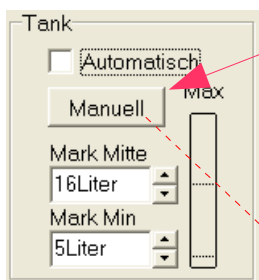 Tank
Automatisch
Manuell
Max
Mark Mitte
16Liter
Mark Min
5Liter